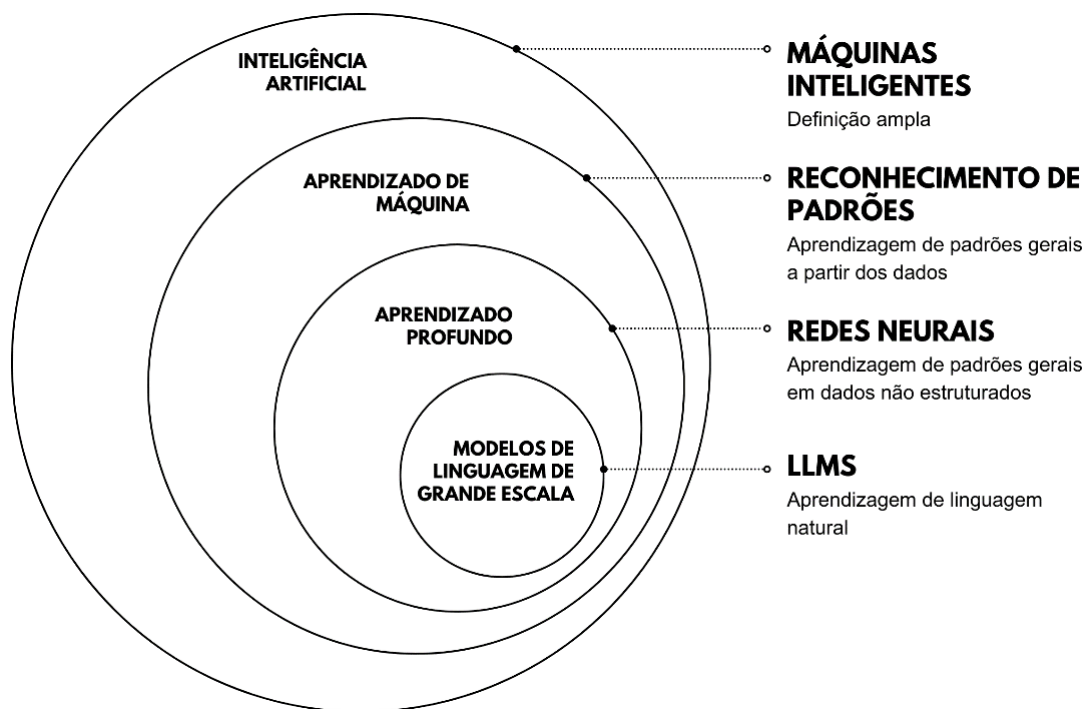 INTELIGÊNCIA
ARTIFICIAL
MÁQUINAS
INTELIGENTES
Definição ampla
APRENDIZADO DE
MÁQUINA
RECONHECIMENTO DE
PADRÕES
Aprendizagem de padrões gerais
a partir dos dados
APRENDIZADO
PROFUNDO
REDES NEURAIS
Aprendizagem de padrões gerais
em dados não estruturados
MODELOS DE
LINGUAGEM DE
GRANDE ESCALA
LLMS
Aprendizagem de linguagem
natural